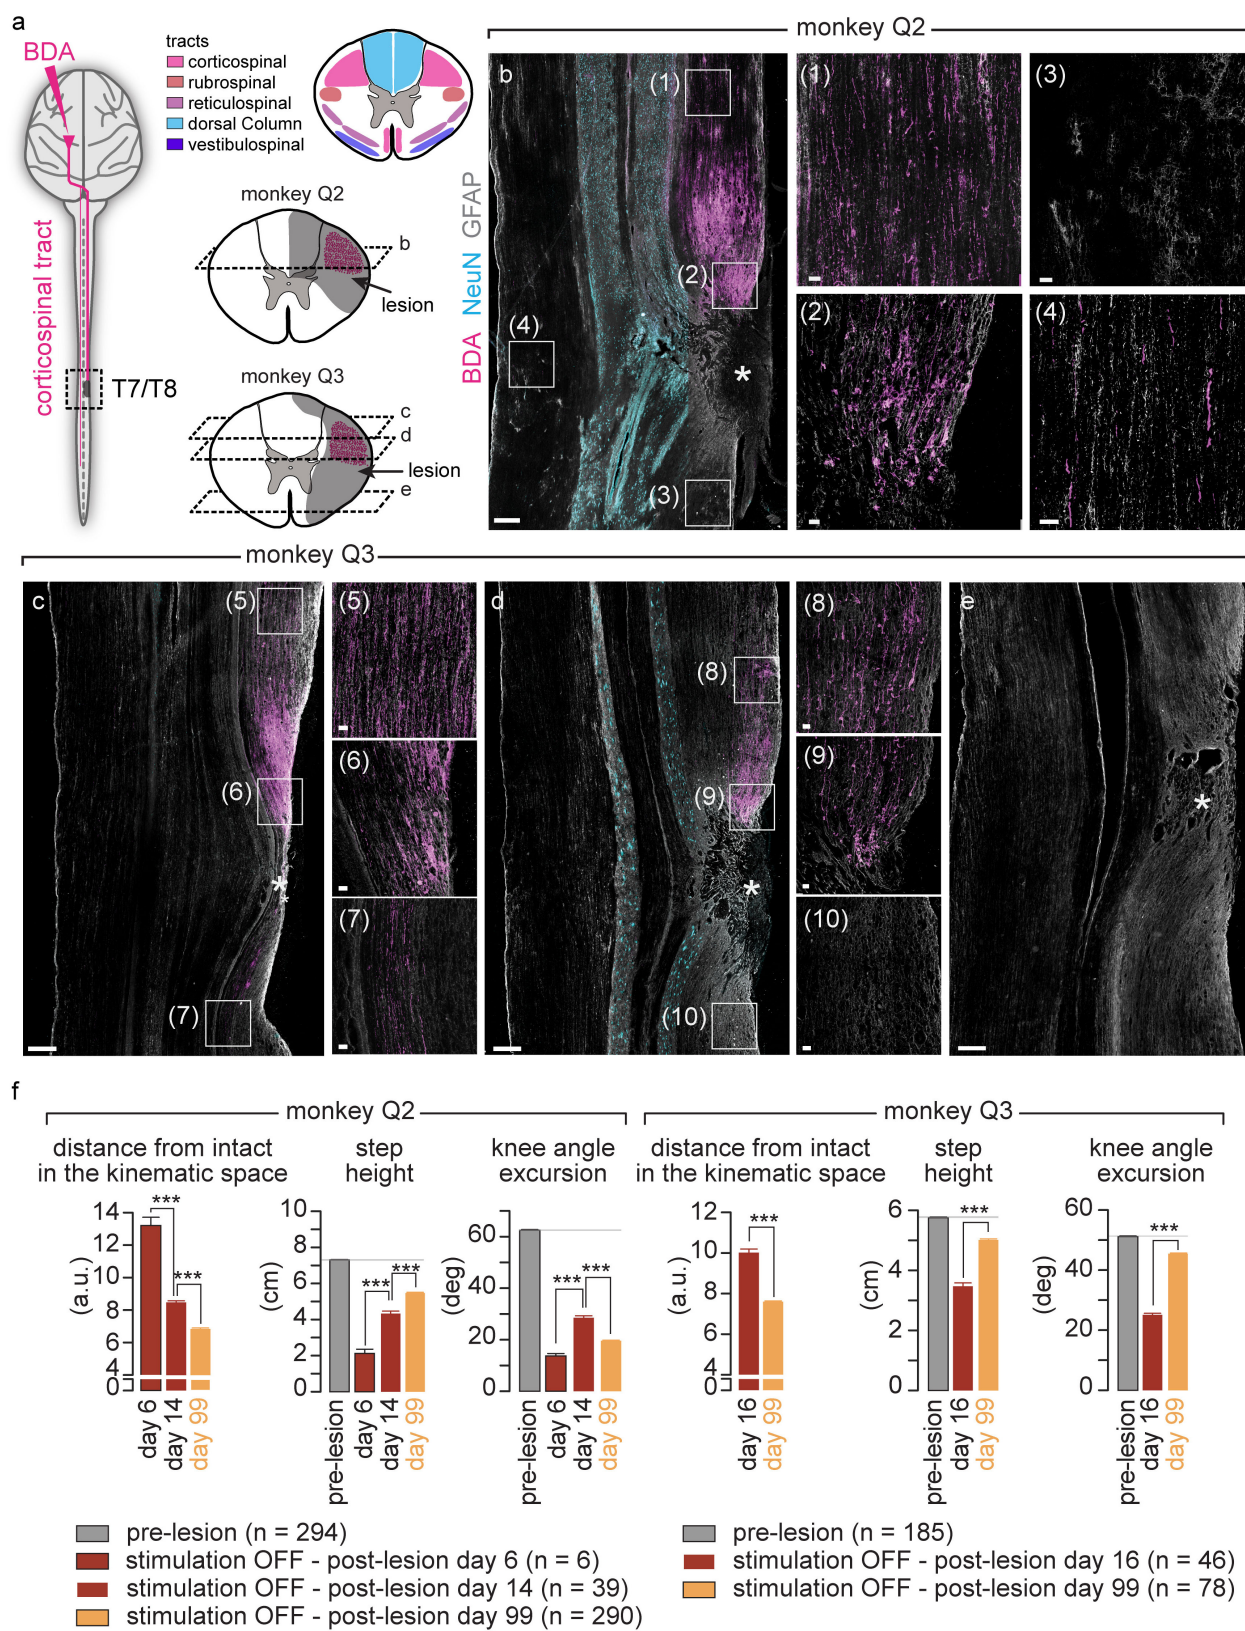 a
BDA
corticospinal tract
T7/T8
tracts
corticospinal
rubrospinal
reticulospinal
dorsal Column
vestibulospinal
monkey Q2
b
lesion
monkey Q3
c
d
e
lesion
monkey Q2
BDA NeuN GFAP
b
(1)
(2)
(4)
*
(3)
(1)
(3)
(2)
(4)
monkey Q3
c
(5)
(6)
*
*
(7)
(5)
(6)
(7)
d
(8)
(9)
*
(10)
(8)
(9)
(10)
e
*
f
monkey Q2
distance from intact
in the kinematic space
(a.u.)
14
12
10
8
6
4
0
***
***
day 6
day 14
day 99
step
height
(cm)
10
8
6
4
2
0
***
***
pre-lesion
day 6
day 14
day 99
knee angle
excursion
(deg)
60
40
20
0
***
***
pre-lesion
day 6
day 14
day 99
monkey Q3
distance from intact
in the kinematic space
(a.u.)
12
10
8
6
4
0
***
day 16
day 99
step
height
(cm)
6
4
2
0
***
pre-lesion
day 16
day 99
knee angle
excursion
(deg)
60
40
20
0
***
pre-lesion
day 16
day 99
pre-lesion (n = 294)
stimulation OFF - post-lesion day 6 (n = 6)
stimulation OFF - post-lesion day 14 (n = 39)
stimulation OFF - post-lesion day 99 (n = 290)
pre-lesion (n = 185)
stimulation OFF - post-lesion day 16 (n = 46)
stimulation OFF - post-lesion day 99 (n = 78)